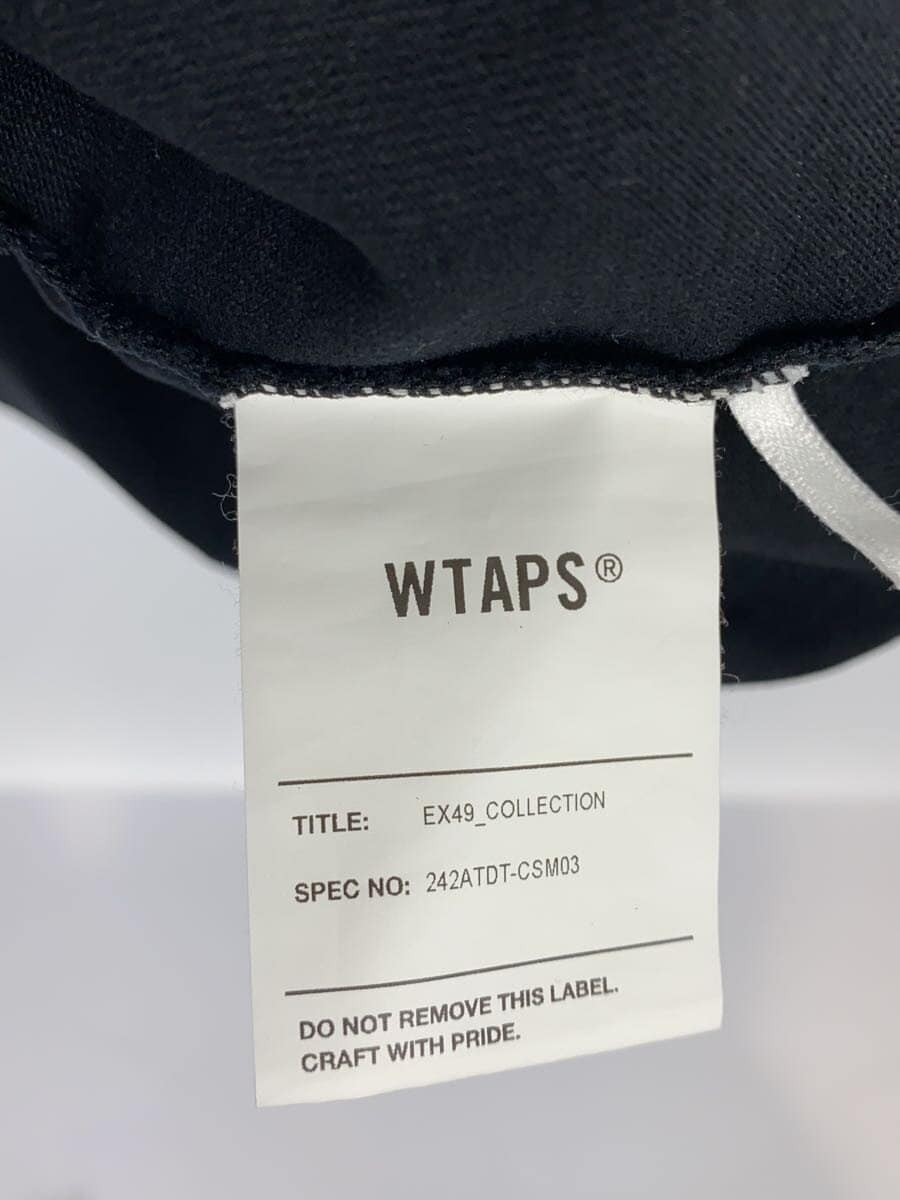 WTAPS®
TITLE: EX49_COLLECTION
SPEC NO: 242ATDT-CSM03
DO NOT REMOVE THIS LABEL.
CRAFT WITH PRIDE.